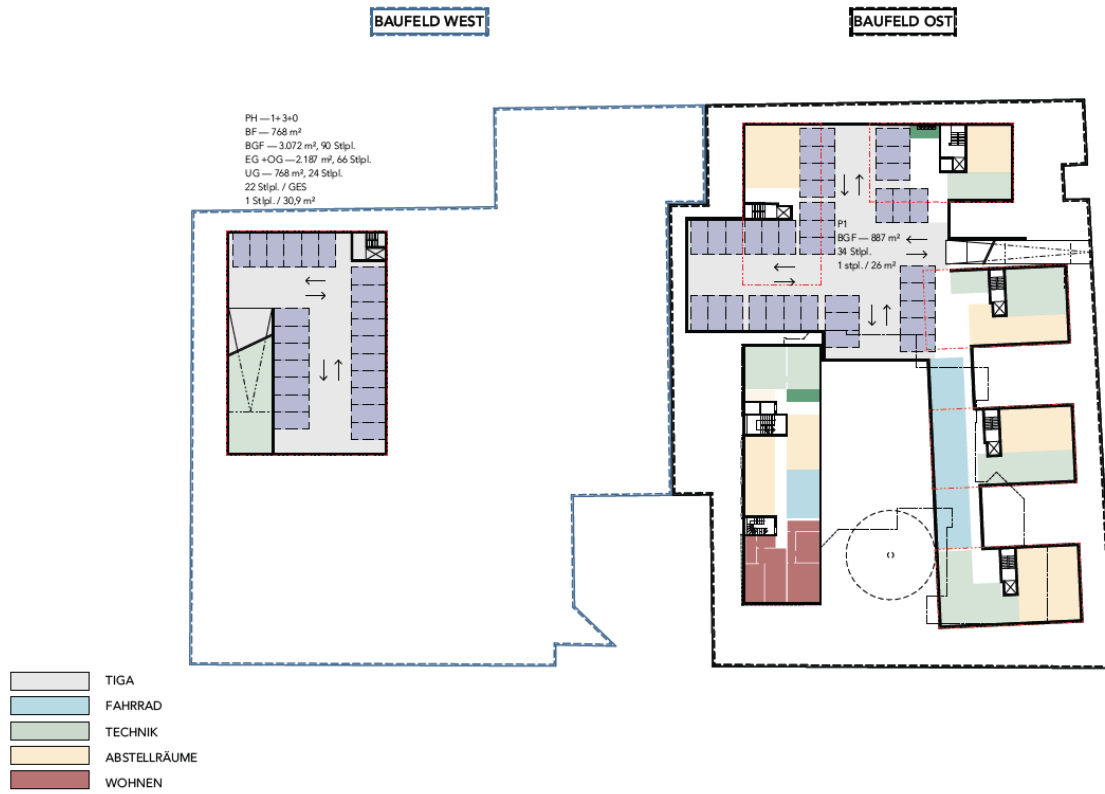 BAUFELD WEST
BAUFELD OST
PH — 1+3+0
BF — 768 m²
BGF — 3.072 m², 90 Stlpl.
EG +OG — 2.187 m², 66 Stlpl.
UG — 768 m², 24 Stlpl.
22 Stlpl. / GES
1 Stlpl. / 30,9 m²
P1
BGF — 887 m²
34 Stlpl.
1 stpl. / 26 m²
TIGA
FAHRRAD
TECHNIK
ABSTELLRÄUME
WOHNEN